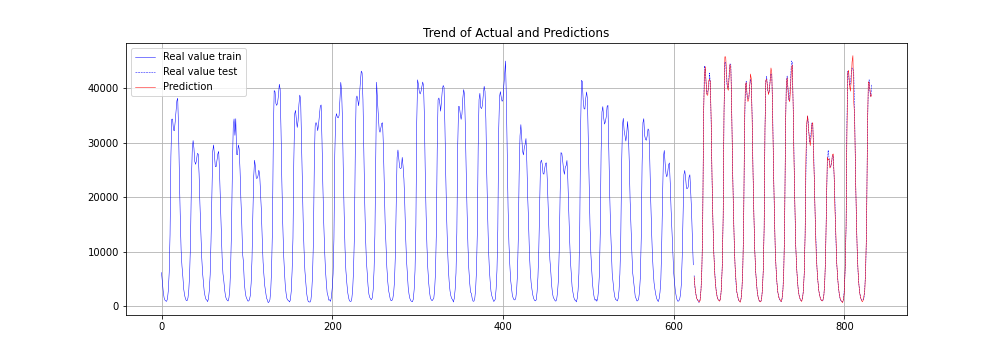 Trend of Actual and Predictions
Real value train
Real value test
Prediction
40000
30000
20000
10000
0
0 200 400 600 800